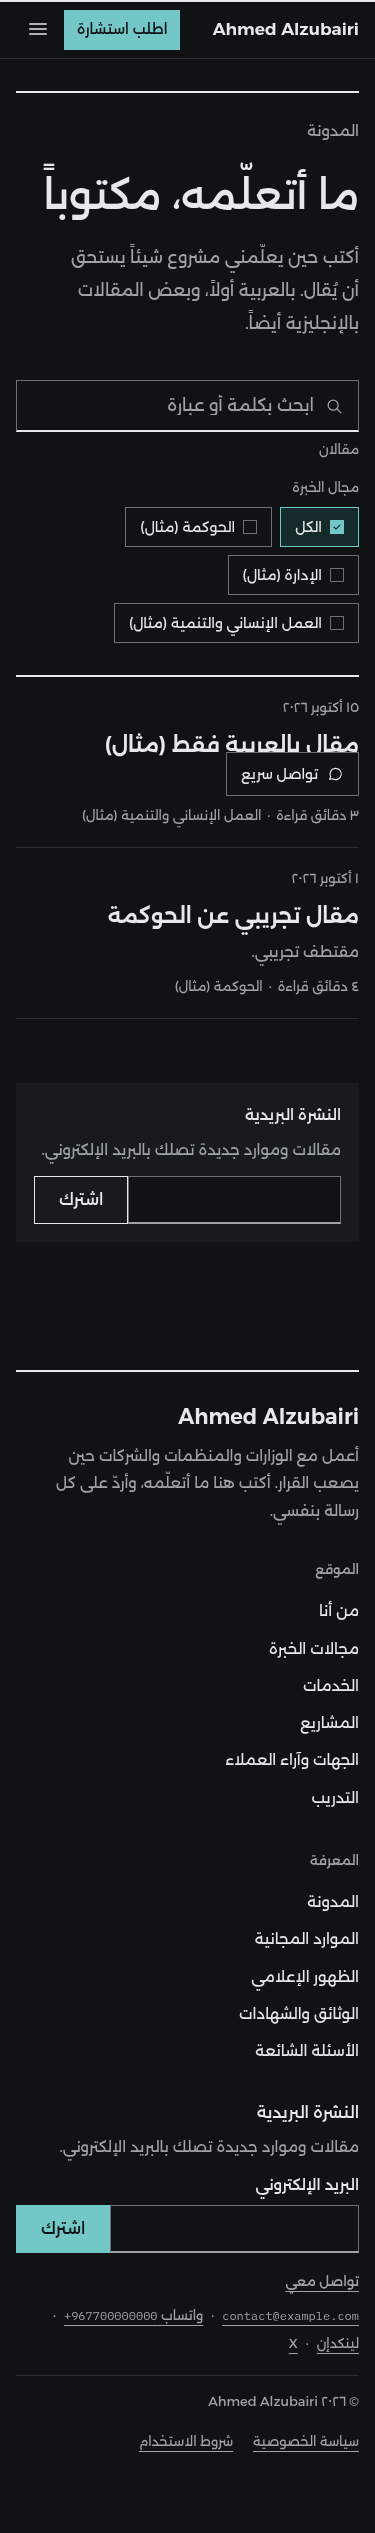 Ahmed Alzubairi
اطلب استشارة
المدونة
ما أتعلّمه، مكتوباً
أكتب حين يعلّمني مشروع شيئاً يستحق
أن يُقال. بالعربية أولاً، وبعض المقالات
بالإنجليزية أيضاً.
ابحث بكلمة أو عبارة
مقالان
مجال الخبرة
الكل
الحوكمة (مثال)
الإدارة (مثال)
العمل الإنساني والتنمية (مثال)
١٥ أكتوبر ٢٠٢٦
مقال بالعربية فقط (مثال)
تواصل سريع
٣ دقائق قراءة · العمل الإنساني والتنمية (مثال)
١ أكتوبر ٢٠٢٦
مقال تجريبي عن الحوكمة
مقتطف تجريبي.
٤ دقائق قراءة · الحوكمة (مثال)
النشرة البريدية
مقالات وموارد جديدة تصلك بالبريد الإلكتروني.
اشترك
Ahmed Alzubairi
أعمل مع الوزارات والمنظمات والشركات حين
يصعب القرار. أكتب هنا ما أتعلّمه، وأردّ على كل
رسالة بنفسي.
الموقع
من أنا
مجالات الخبرة
الخدمات
المشاريع
الجهات وآراء العملاء
التدريب
المعرفة
المدونة
الموارد المجانية
الظهور الإعلامي
الوثائق والشهادات
الأسئلة الشائعة
النشرة البريدية
مقالات وموارد جديدة تصلك بالبريد الإلكتروني.
البريد الإلكتروني
اشترك
تواصل معي
contact@example.com · واتساب +967700000000 ·
لينكدإن · X
© ٢٠٢٦ Ahmed Alzubairi
سياسة الخصوصية
شروط الاستخدام